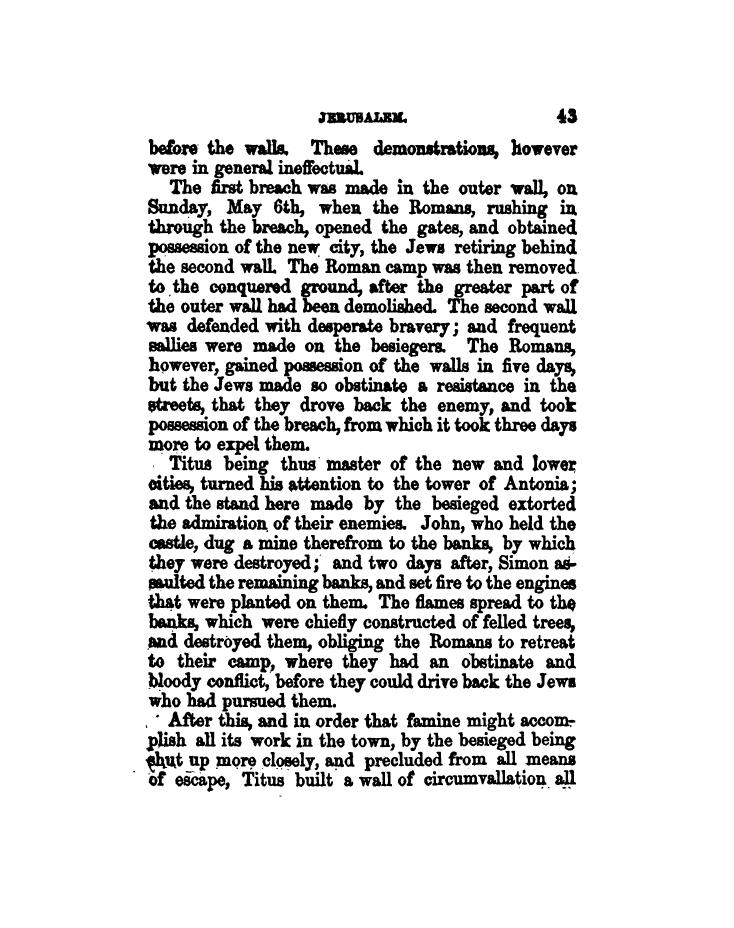 JERUSALEM. 43
before the walls. These demonstrations, however
were in general ineffectual.
The first breach was made in the outer wall, on
Sunday, May 6th, when the Romans, rushing in
through the breach, opened the gates, and obtained
possession of the new city, the Jews retiring behind
the second wall. The Roman camp was then removed
to the conquered ground, after the greater part of
the outer wall had been demolished. The second wall
was defended with desperate bravery; and frequent
sallies were made on the besiegers. The Romans,
however, gained possession of the walls in five days,
but the Jews made so obstinate a resistance in the
streets, that they drove back the enemy, and took
possession of the breach, from which it took three days
more to expel them.
Titus being thus master of the new and lower
cities, turned his attention to the tower of Antonia;
and the stand here made by the besieged extorted
the admiration of their enemies. John, who held the
castle, dug a mine therefrom to the banks, by which
they were destroyed; and two days after, Simon as-
saulted the remaining banks, and set fire to the engines
that were planted on them. The flames spread to the
banks, which were chiefly constructed of felled trees,
and destroyed them, obliging the Romans to retreat
to their camp, where they had an obstinate and
bloody conflict, before they could drive back the Jews
who had pursued them.
After this, and in order that famine might accom-
plish all its work in the town, by the besieged being
shut up more closely, and precluded from all means
of escape, Titus built a wall of circumvallation all